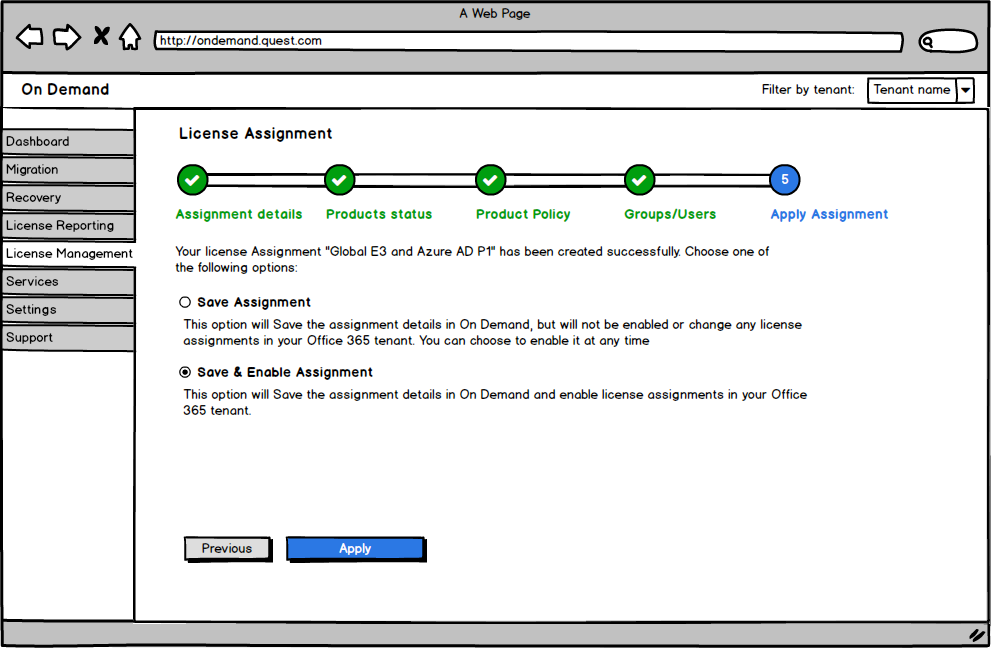 A Web Page
http://ondemand.quest.com
On Demand
Filter by tenant:
Tenant name
Dashboard
Migration
Recovery
License Reporting
License Management
Services
Settings
Support
License Assignment
5
Assignment details
Products status
Product Policy
Groups/Users
Apply Assignment
Your license Assignment "Global E3 and Azure AD P1" has been created successfully. Choose one of
the following options:
Save Assignment
This option will Save the assignment details in On Demand, but will not be enabled or change any license
assignments in your Office 365 tenant. You can choose to enable it at any time
Save & Enable Assignment
This option will Save the assignment details in On Demand and enable license assignments in your Office
365 tenant.
Previous
Apply